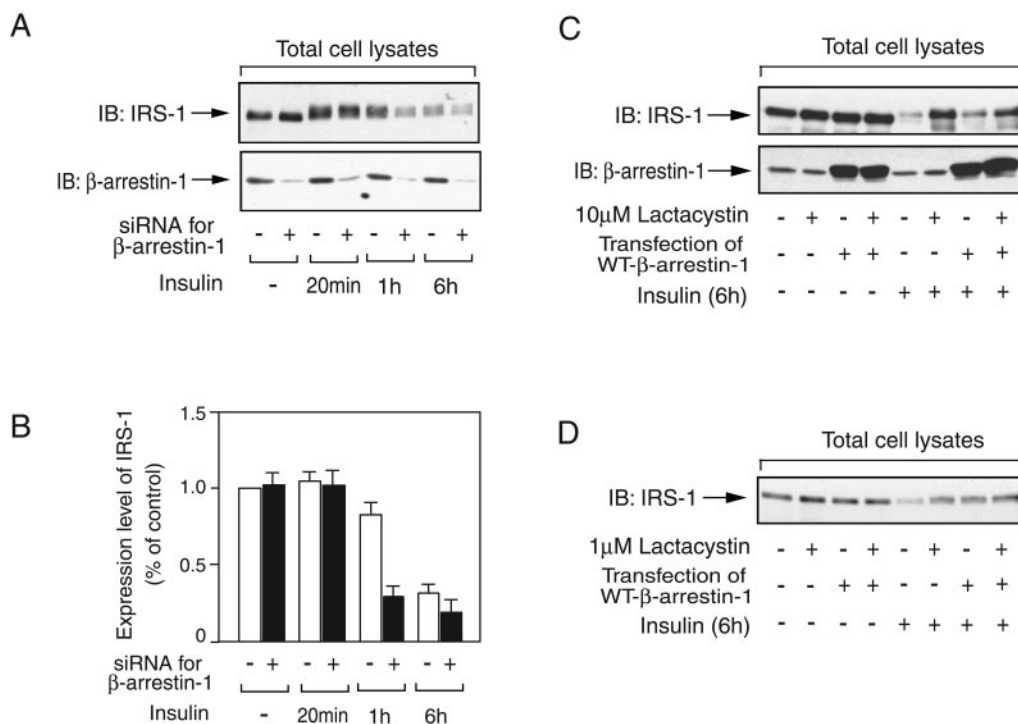 A
Total cell lysates
IB: IRS-1
IB: β-arrestin-1
siRNA for
β-arrestin-1
- + - + - + - +
Insulin
- 20min 1h 6h
B
Expression level of IRS-1
(% of control)
1.5
1.0
0.5
0
siRNA for
β-arrestin-1
- + - + - + - +
Insulin
- 20min 1h 6h
C
Total cell lysates
IB: IRS-1
IB: β-arrestin-1
10μM Lactacystin - + - + - + - +
Transfection of
WT-β-arrestin-1 - - + + - - + +
Insulin (6h) - - - - + + + +
D
Total cell lysates
IB: IRS-1
1μM Lactacystin - + - + - + - +
Transfection of
WT-β-arrestin-1 - - + + - - + +
Insulin (6h) - - - - + + + +